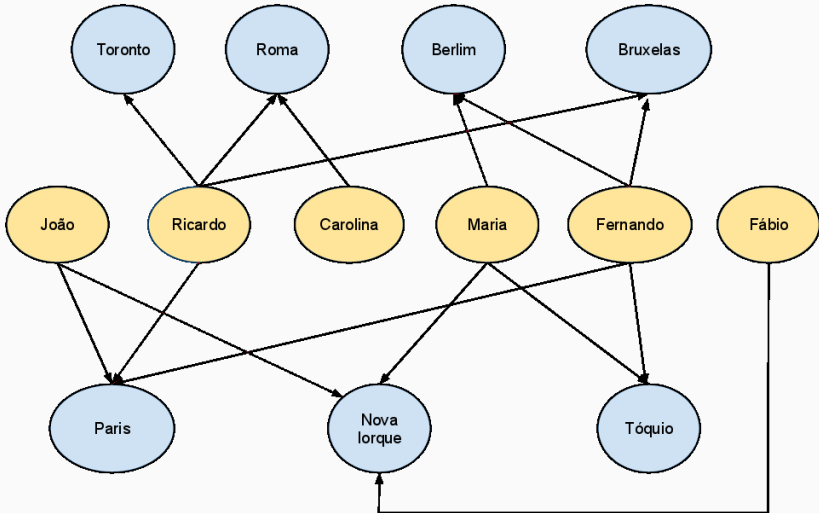 Toronto
Roma
Berlim
Bruxelas
João
Ricardo
Carolina
Maria
Fernando
Fábio
Paris
Nova
Iorque
Tóquio